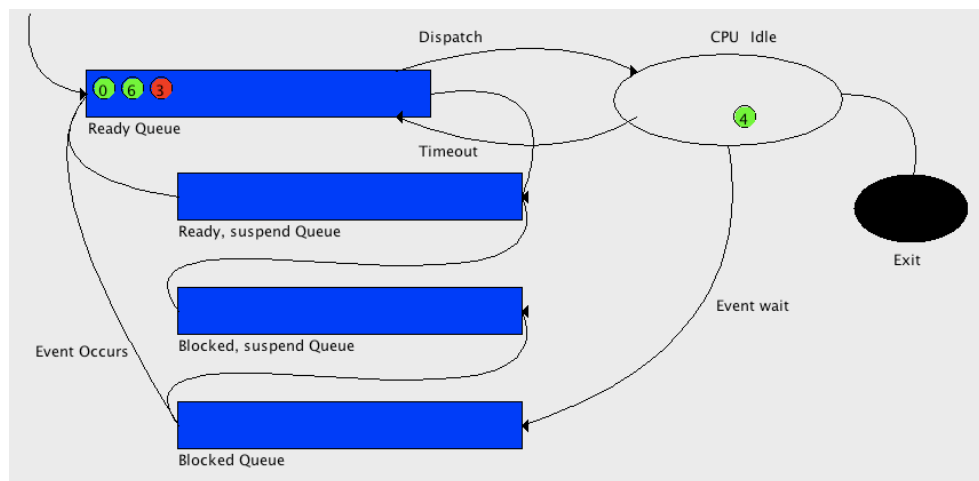 Dispatch
CPU Idle
0 6 3
Ready Queue
4
Timeout
Ready, suspend Queue
Exit
Event wait
Blocked, suspend Queue
Event Occurs
Blocked Queue